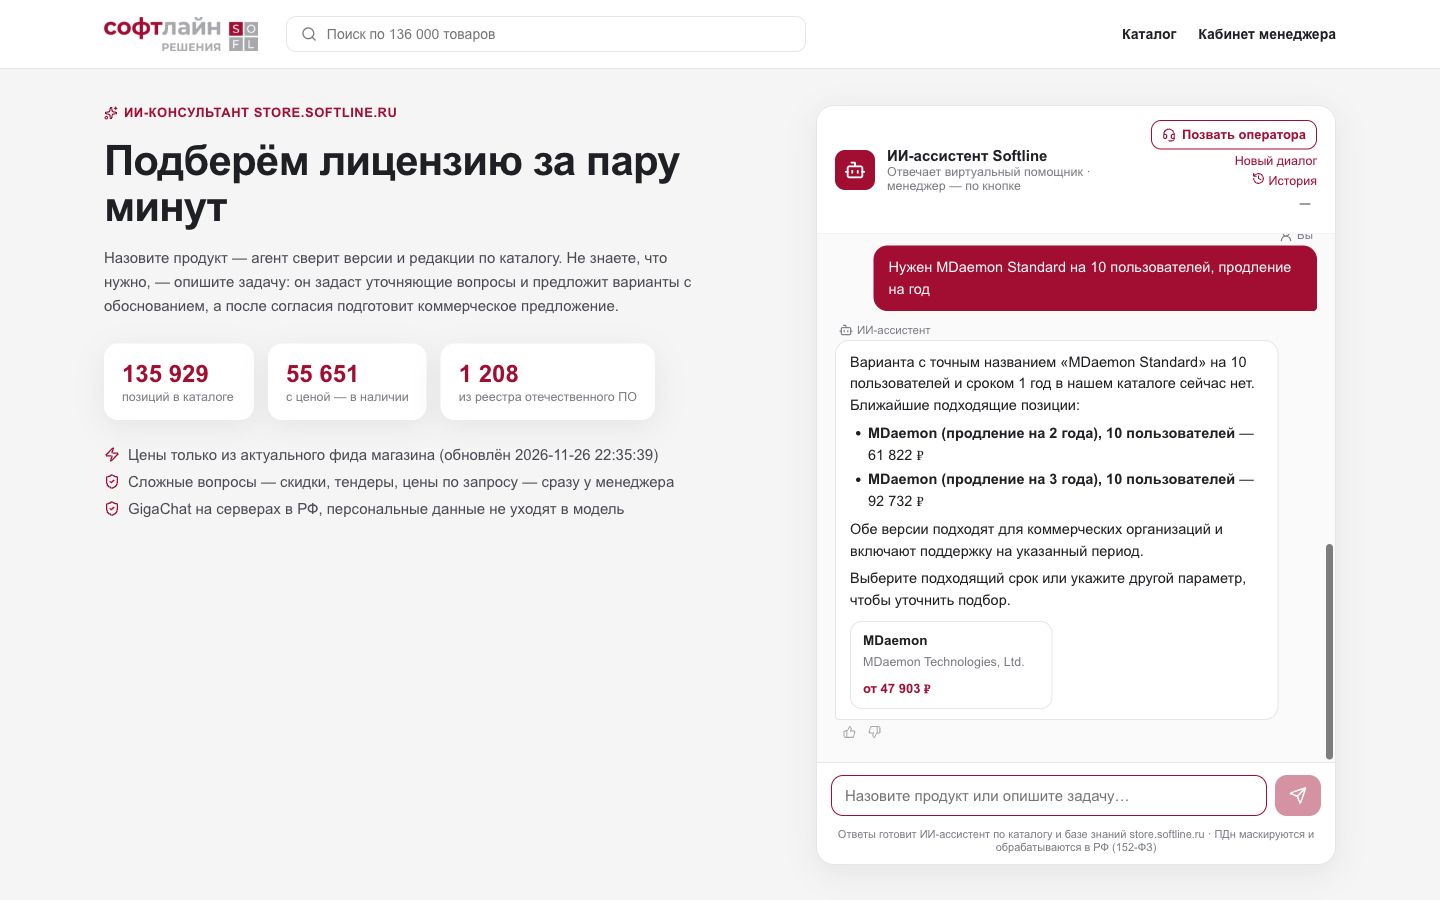 софтлайн
РЕШЕНИЯ
S O
F L
Поиск по 136 000 товаров
Каталог
Кабинет менеджера
ИИ-КОНСУЛЬТАНТ STORE.SOFTLINE.RU
Подберём лицензию за пару
минут
Назовите продукт — агент сверит версии и редакции по каталогу. Не знаете, что
нужно, — опишите задачу: он задаст уточняющие вопросы и предложит варианты с
обоснованием, а после согласия подготовит коммерческое предложение.
135 929
позиций в каталоге
55 651
с ценой — в наличии
1 208
из реестра отечественного ПО
Цены только из актуального фида магазина (обновлён 2026-11-26 22:35:39)
Сложные вопросы — скидки, тендеры, цены по запросу — сразу у менеджера
GigaChat на серверах в РФ, персональные данные не уходят в модель
ИИ-ассистент Softline
Отвечает виртуальный помощник ·
менеджер — по кнопке
Позвать оператора
Новый диалог
История
—
Вы
Нужен MDaemon Standard на 10 пользователей, продление
на год
ИИ-ассистент
Варианта с точным названием «MDaemon Standard» на 10
пользователей и сроком 1 год в нашем каталоге сейчас нет.
Ближайшие подходящие позиции:
• MDaemon (продление на 2 года), 10 пользователей —
61 822 ₽
• MDaemon (продление на 3 года), 10 пользователей —
92 732 ₽
Обе версии подходят для коммерческих организаций и
включают поддержку на указанный период.
Выберите подходящий срок или укажите другой параметр,
чтобы уточнить подбор.
MDaemon
MDaemon Technologies, Ltd.
от 47 903 ₽
Назовите продукт или опишите задачу…
Ответы готовит ИИ-ассистент по каталогу и базе знаний store.softline.ru · ПДн маскируются и
обрабатываются в РФ (152-ФЗ)